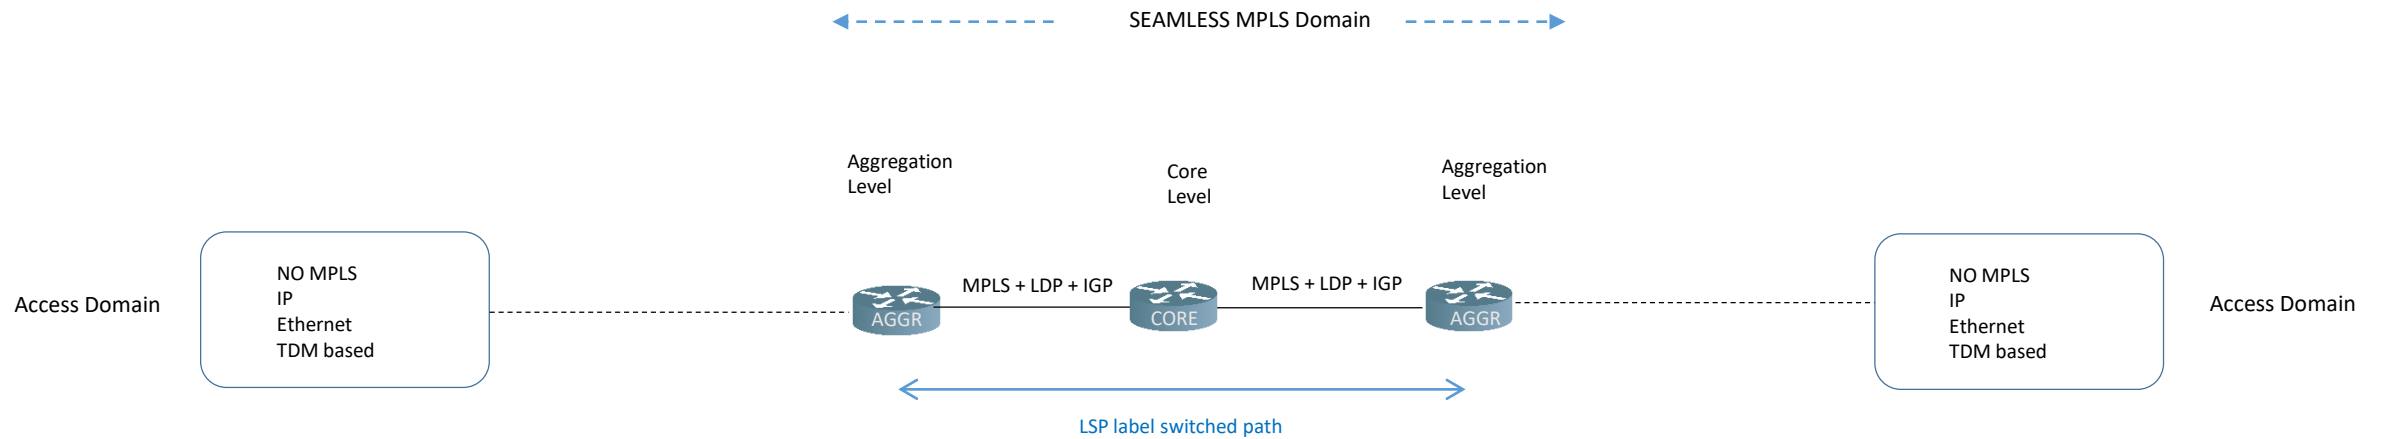 SEAMLESS MPLS Domain
Aggregation
Level
Core
Level
Aggregation
Level
Access Domain
NO MPLS
IP
Ethernet
TDM based
AGGR
MPLS + LDP + IGP
CORE
MPLS + LDP + IGP
AGGR
NO MPLS
IP
Ethernet
TDM based
Access Domain
LSP label switched path